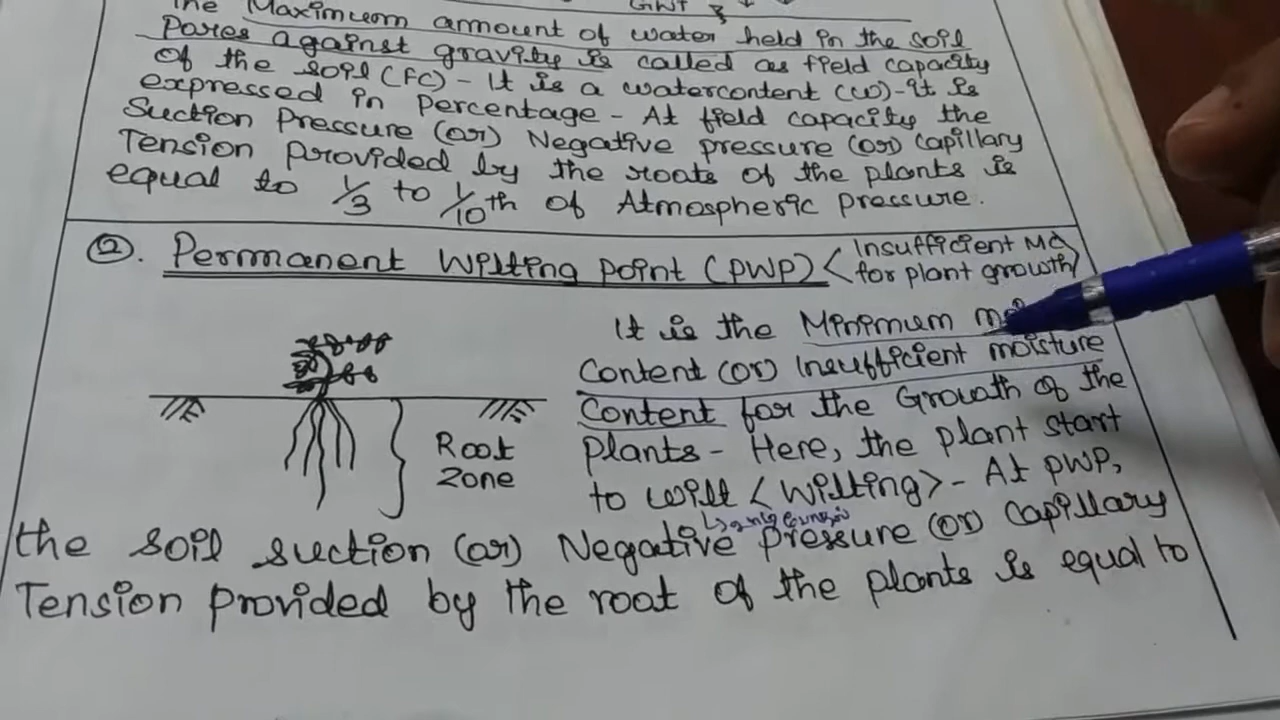 The Maximum amount of water held in the soil
Pores against gravity is called as field capacity
of the soil (FC) - It is a watercontent (w) - it is
expressed in percentage - At field capacity the
Suction Pressure (or) Negative pressure (or) capillary
Tension Provided by the roots of the plants is
equal to 1/3 to 1/10th of Atmospheric pressure.
②. Permanent Wilting point (PWP) < Insufficient MC
for plant growth>
It is the Minimum
Content (or) Insufficient moisture
Content for the Growth of the
plants - Here, the plant start
to wilt <Wilting> - At PWP,
Root
Zone
the soil suction (or) Negative pressure (or) capillary
Tension provided by the root of the plants is equal to